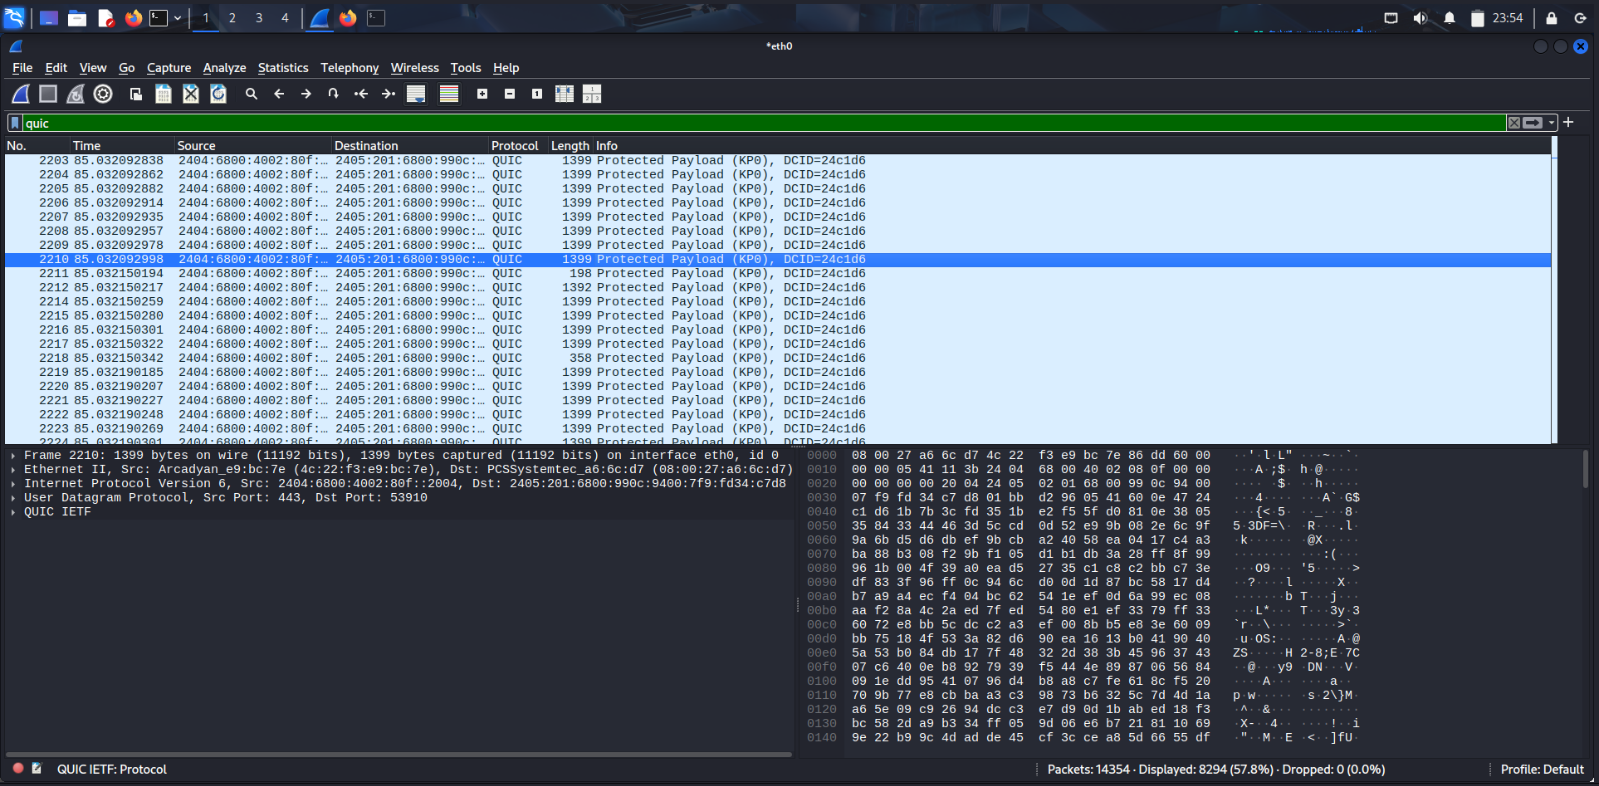 1 2 3 4 23:54
*eth0
File Edit View Go Capture Analyze Statistics Telephony Wireless Tools Help
quic
No. Time Source Destination Protocol Length Info
2203 85.032092838 2404:6800:4002:80f:… 2405:201:6800:990c:… QUIC 1399 Protected Payload (KP0), DCID=24c1d6
2204 85.032092862 2404:6800:4002:80f:… 2405:201:6800:990c:… QUIC 1399 Protected Payload (KP0), DCID=24c1d6
2205 85.032092882 2404:6800:4002:80f:… 2405:201:6800:990c:… QUIC 1399 Protected Payload (KP0), DCID=24c1d6
2206 85.032092914 2404:6800:4002:80f:… 2405:201:6800:990c:… QUIC 1399 Protected Payload (KP0), DCID=24c1d6
2207 85.032092935 2404:6800:4002:80f:… 2405:201:6800:990c:… QUIC 1399 Protected Payload (KP0), DCID=24c1d6
2208 85.032092957 2404:6800:4002:80f:… 2405:201:6800:990c:… QUIC 1399 Protected Payload (KP0), DCID=24c1d6
2209 85.032092978 2404:6800:4002:80f:… 2405:201:6800:990c:… QUIC 1399 Protected Payload (KP0), DCID=24c1d6
2210 85.032092998 2404:6800:4002:80f:… 2405:201:6800:990c:… QUIC 1399 Protected Payload (KP0), DCID=24c1d6
2211 85.032150194 2404:6800:4002:80f:… 2405:201:6800:990c:… QUIC 198 Protected Payload (KP0), DCID=24c1d6
2212 85.032150217 2404:6800:4002:80f:… 2405:201:6800:990c:… QUIC 1392 Protected Payload (KP0), DCID=24c1d6
2214 85.032150259 2404:6800:4002:80f:… 2405:201:6800:990c:… QUIC 1399 Protected Payload (KP0), DCID=24c1d6
2215 85.032150280 2404:6800:4002:80f:… 2405:201:6800:990c:… QUIC 1399 Protected Payload (KP0), DCID=24c1d6
2216 85.032150301 2404:6800:4002:80f:… 2405:201:6800:990c:… QUIC 1399 Protected Payload (KP0), DCID=24c1d6
2217 85.032150322 2404:6800:4002:80f:… 2405:201:6800:990c:… QUIC 1399 Protected Payload (KP0), DCID=24c1d6
2218 85.032150342 2404:6800:4002:80f:… 2405:201:6800:990c:… QUIC 358 Protected Payload (KP0), DCID=24c1d6
2219 85.032190185 2404:6800:4002:80f:… 2405:201:6800:990c:… QUIC 1399 Protected Payload (KP0), DCID=24c1d6
2220 85.032190207 2404:6800:4002:80f:… 2405:201:6800:990c:… QUIC 1399 Protected Payload (KP0), DCID=24c1d6
2221 85.032190227 2404:6800:4002:80f:… 2405:201:6800:990c:… QUIC 1399 Protected Payload (KP0), DCID=24c1d6
2222 85.032190248 2404:6800:4002:80f:… 2405:201:6800:990c:… QUIC 1399 Protected Payload (KP0), DCID=24c1d6
2223 85.032190269 2404:6800:4002:80f:… 2405:201:6800:990c:… QUIC 1399 Protected Payload (KP0), DCID=24c1d6
2224 85.032190301 2404:6800:4002:80f:… 2405:201:6800:990c:… QUIC 1399 Protected Payload (KP0), DCID=24c1d6
Frame 2210: 1399 bytes on wire (11192 bits), 1399 bytes captured (11192 bits) on interface eth0, id 0
Ethernet II, Src: Arcadyan_e9:bc:7e (4c:22:f3:e9:bc:7e), Dst: PCSSystemtec_a6:6c:d7 (08:00:27:a6:6c:d7)
Internet Protocol Version 6, Src: 2404:6800:4002:80f::2004, Dst: 2405:201:6800:990c:9400:7f9:fd34:c7d8
User Datagram Protocol, Src Port: 443, Dst Port: 53910
QUIC IETF
0000 08 00 27 a6 6c d7 4c 22 f3 e9 bc 7e 86 dd 60 00
0010 00 00 05 41 11 3b 24 04 68 00 40 02 08 0f 00 00
0020 00 00 00 00 20 04 24 05 02 01 68 00 99 0c 94 00
0030 07 f9 fd 34 c7 d8 01 bb d2 96 05 41 60 0e 47 24
0040 c1 d6 1b 7b 3c fd 35 1b e2 f5 5f d0 81 0e 38 05
0050 35 84 33 44 46 3d 5c cd 0d 52 e9 9b 08 2e 6c 9f
0060 9a 6b d5 d6 db ef 9b cb a2 40 58 ea 04 17 c4 a3
0070 ba 88 b3 08 f2 9b f1 05 d1 b1 db 3a 28 ff 8f 99
0080 96 1b 00 4f 39 a0 ea d5 27 35 c1 c8 c2 bb c7 3e
0090 df 83 3f 96 ff 0c 94 6c d0 0d 1d 87 bc 58 17 d4
00a0 b7 a9 a4 ec f4 04 bc 62 54 1e ef 0d 6a 99 ec 08
00b0 aa f2 8a 4c 2a ed 7f ed 54 80 e1 ef 33 79 ff 33
00c0 60 72 e8 bb 5c dc c2 a3 ef 00 8b b5 e8 3e 60 09
00d0 bb 75 18 4f 53 3a 82 d6 90 ea 16 13 b0 41 90 40
00e0 5a 53 b0 84 db 17 7f 48 32 2d 38 3b 45 96 37 43
00f0 07 c6 40 0e b8 92 79 39 f5 44 4e 89 87 06 56 84
0100 09 1e dd 95 41 07 96 d4 b8 a8 c7 fe 61 8c f5 20
0110 70 9b 77 e8 cb ba a3 c3 98 73 b6 32 5c 7d 4d 1a
0120 a6 5e 09 c9 26 94 dc c3 e7 d9 0d 1b ab ed 18 f3
0130 bc 58 2d a9 b3 34 ff 05 9d 06 e6 b7 21 81 10 69
0140 9e 22 b9 9c 4d ad de 45 cf 3c ce a8 5d 66 55 df
QUIC IETF: Protocol Packets: 14354 · Displayed: 8294 (57.8%) · Dropped: 0 (0.0%) Profile: Default